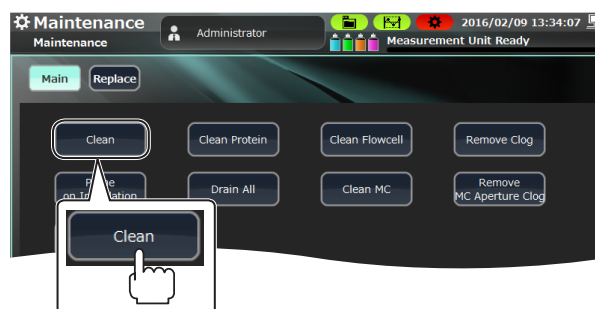 Maintenance
Administrator
2016/02/09 13:34:07
Maintenance
Measurement Unit Ready
Main
Replace
Clean
Clean Protein
Clean Flowcell
Remove Clog
Drain All
Clean MC
Remove
MC Aperture Clog
Clean